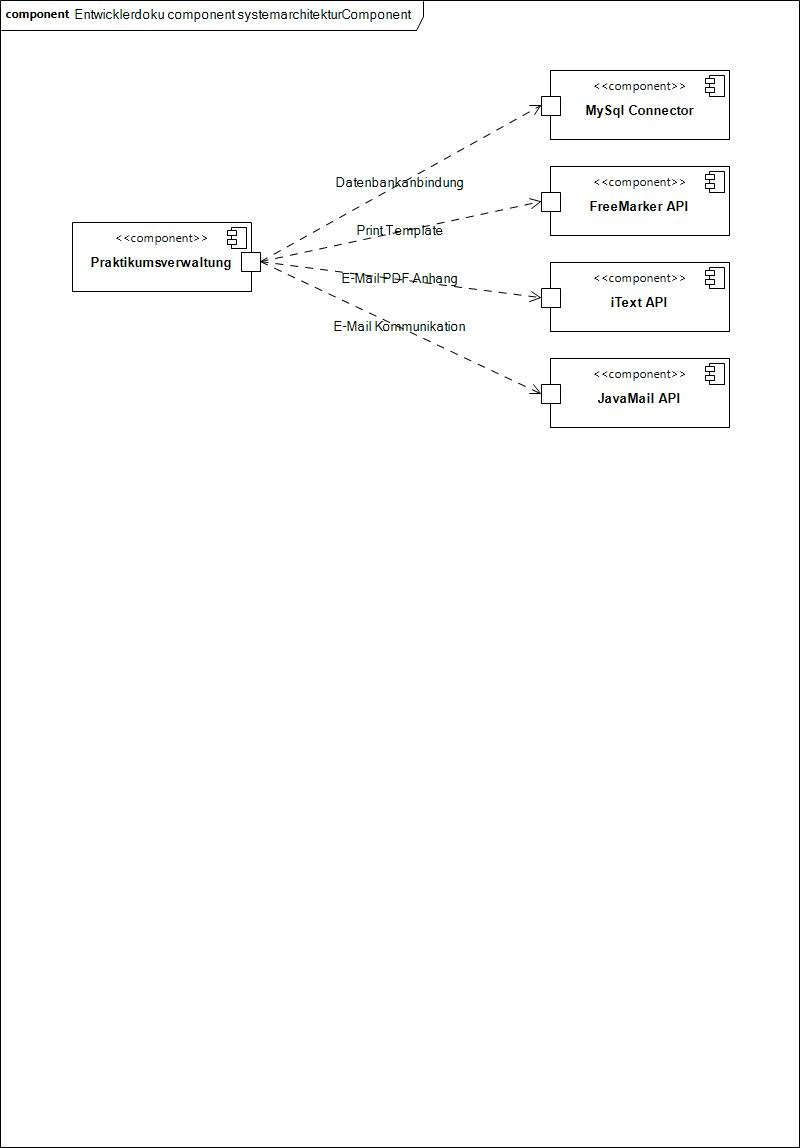 component Entwicklerdoku component systemarchitekturComponent
<<component>>
MySql Connector
Datenbankanbindung
<<component>>
FreeMarker API
Print Template
<<component>>
Praktikumsverwaltung
E-Mail PDF Anhang
<<component>>
iText API
E-Mail Kommunikation
<<component>>
JavaMail API